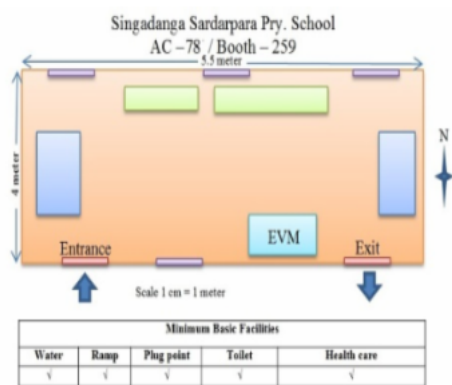 Singadanga Sardarpara Pry. School
AC –78 / Booth – 259
5.5 meter
4 meter
N
EVM
Entrance
Exit
Scale 1 cm = 1 meter
Minimum Basic Facilities
Water Ramp Plug point Toilet Health care
√ √ √ √ √